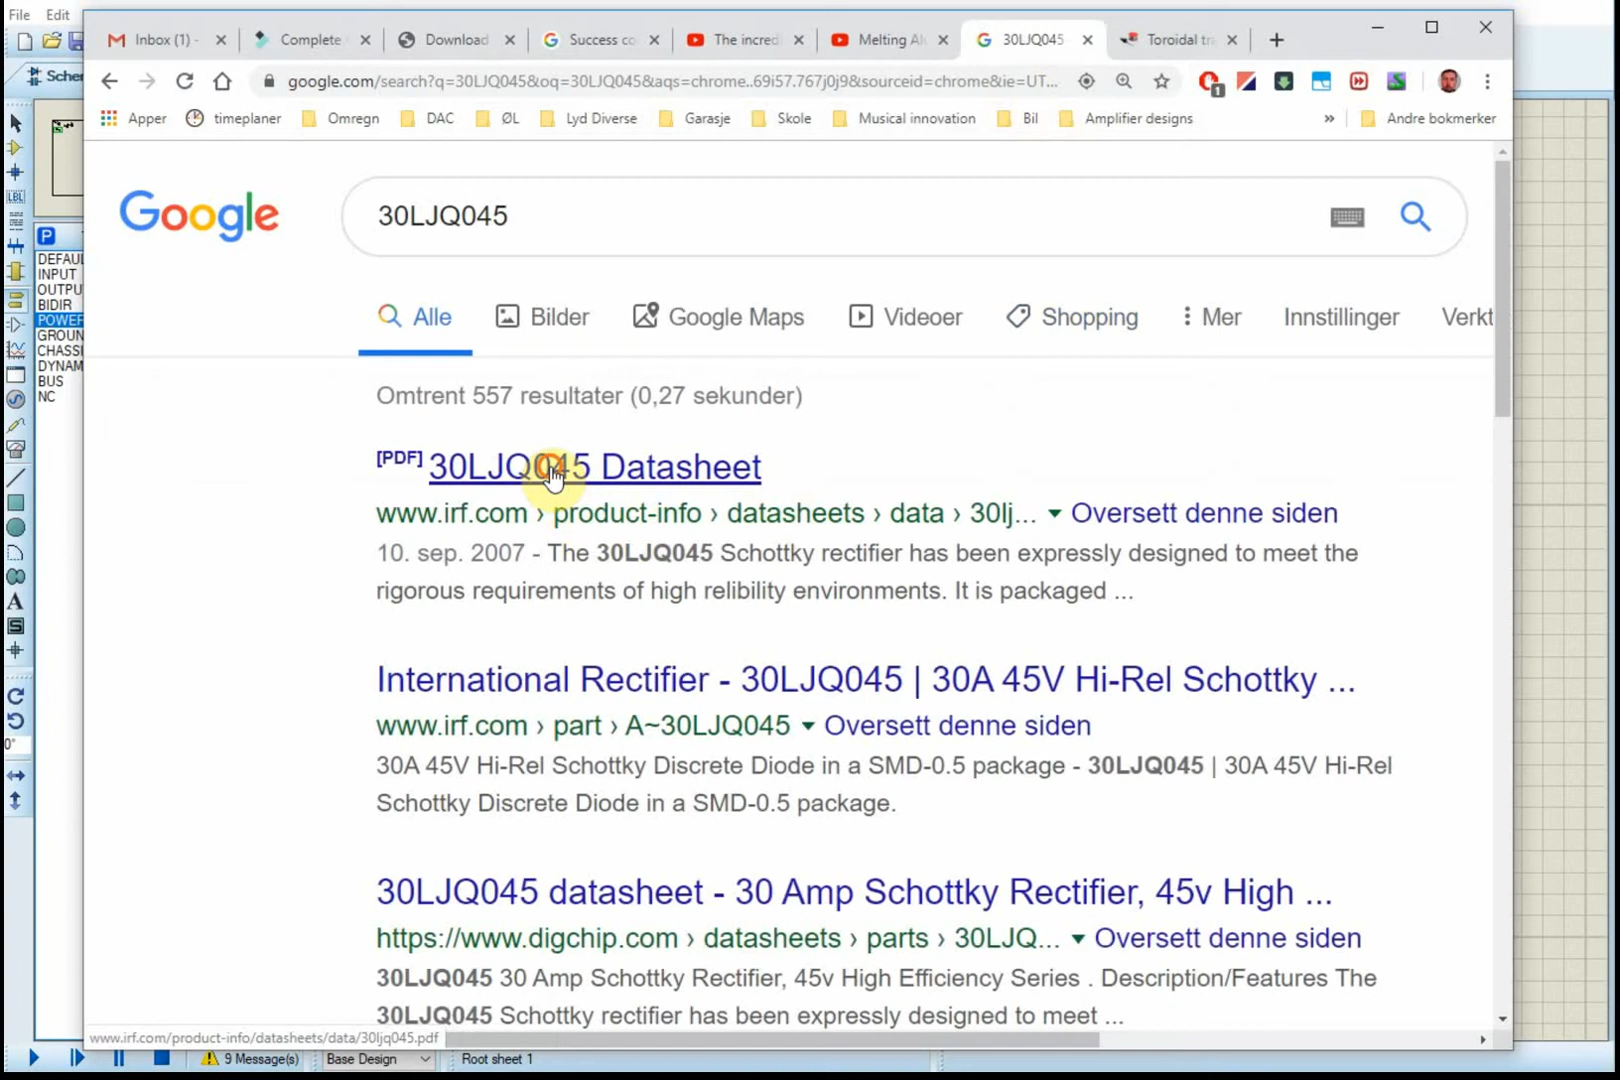 File Edit
Inbox (1) - Complete Download Success co The incred Melting Al 30LJQ045 Toroidal tr
google.com/search?q=30LJQ045&oq=30LJQ045&aqs=chrome..69i57.767j0j9&sourceid=chrome&ie=UT...
Apper timeplaner Omregn DAC ØL Lyd Diverse Garasje Skole Musical innovation Bil Amplifier designs » Andre bokmerker
Scher
LBL
P
DEFAUL
INPUT
OUTPU
BIDIR
POWER
GROUN
CHASSI
DYNAM
BUS
NC
A
S
0°
Google
30LJQ045
Alle Bilder Google Maps Videoer Shopping Mer Innstillinger Verkt
Omtrent 557 resultater (0,27 sekunder)
[PDF] 30LJQ045 Datasheet
www.irf.com › product-info › datasheets › data › 30lj... Oversett denne siden
10. sep. 2007 - The 30LJQ045 Schottky rectifier has been expressly designed to meet the
rigorous requirements of high relibility environments. It is packaged ...
International Rectifier - 30LJQ045 | 30A 45V Hi-Rel Schottky ...
www.irf.com › part › A~30LJQ045 Oversett denne siden
30A 45V Hi-Rel Schottky Discrete Diode in a SMD-0.5 package - 30LJQ045 | 30A 45V Hi-Rel
Schottky Discrete Diode in a SMD-0.5 package.
30LJQ045 datasheet - 30 Amp Schottky Rectifier, 45v High ...
https://www.digchip.com › datasheets › parts › 30LJQ... Oversett denne siden
30LJQ045 30 Amp Schottky Rectifier, 45v High Efficiency Series . Description/Features The
30LJQ045 Schottky rectifier has been expressly designed to meet ...
www.irf.com/product-info/datasheets/data/30ljq045.pdf
9 Message(s) Base Design Root sheet 1